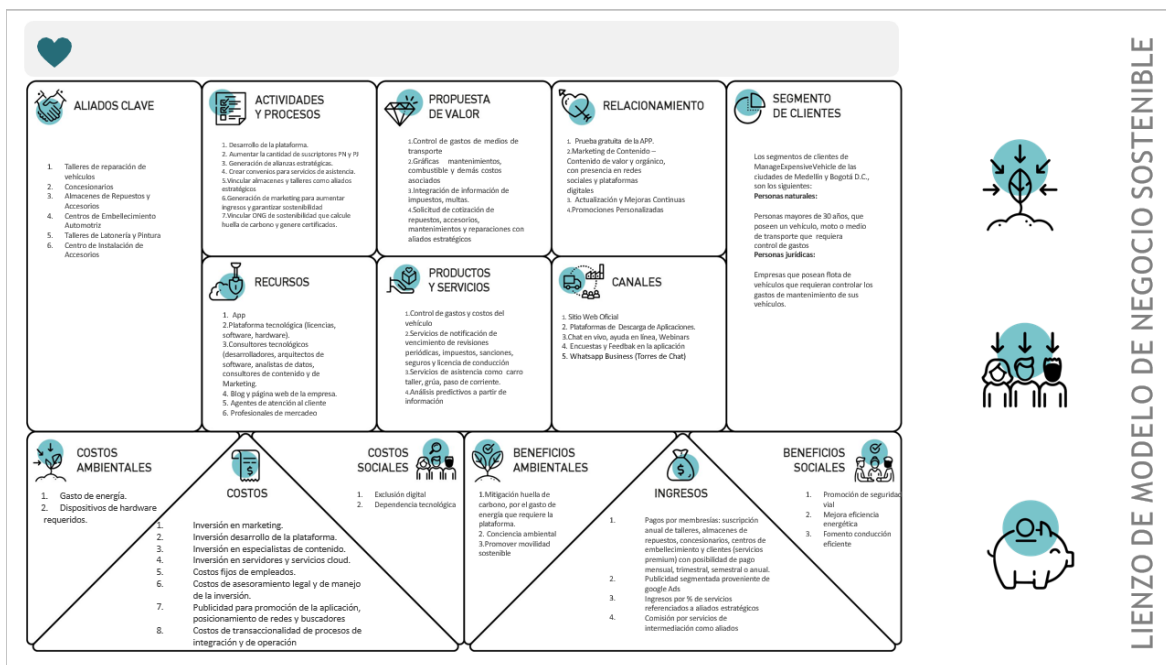 ALIADOS CLAVE
1. Talleres de reparación de
vehículos
2. Concesionarios
3. Almacenes de Repuestos y
Accesorios
4. Centros de Embellecimiento
Automotriz
5. Talleres de Latonería y Pintura
6. Centro de Instalación de
Accesorios
ACTIVIDADES
Y PROCESOS
1. Desarrollo de la plataforma.
2. Aumentar la cantidad de suscriptores PN y PJ
3. Generación de alianzas estratégicas.
4. Crear convenios para servicios de asistencia.
5.Vincular almacenes y talleres como aliados
estratégicos
6.Generación de marketing para aumentar
ingresos y garantizar sostenibilidad
7.Vincular ONG de sostenibilidad que calcule
huella de carbono y genere certificados.
RECURSOS
1. App
2.Plataforma tecnológica (licencias,
software, hardware).
3.Consultores tecnológicos
(desarrolladores, arquitectos de
software, analistas de datos,
consultores de contenido y de
Marketing.
4. Blog y página web de la empresa.
5. Agentes de atención al cliente
6. Profesionales de mercadeo
PROPUESTA
DE VALOR
1.Control de gastos de medios de
transporte
2.Gráficas mantenimientos,
combustible y demás costos
asociados
3.Integración de información de
impuestos, multas.
4.Solicitud de cotización de
repuestos, accesorios,
mantenimientos y reparaciones con
aliados estratégicos
PRODUCTOS
Y SERVICIOS
1.Control de gastos y costos del
vehículo
2.Servicios de notificación de
vencimiento de revisiones
periódicas, impuestos, sanciones,
seguros y licencia de conducción
3.Servicios de asistencia como carro
taller, grúa, paso de corriente.
4.Análisis predictivos a partir de
información
RELACIONAMIENTO
1. Prueba gratuita de la APP.
2.Marketing de Contenido –
Contenido de valor y orgánico,
con presencia en redes
sociales y plataformas
digitales
3. Actualización y Mejoras Continuas
4.Promociones Personalizadas
CANALES
1. Sitio Web Oficial
2. Plataformas de Descarga de Aplicaciones.
3.Chat en vivo, ayuda en línea, Webinars
4. Encuestas y Feedbak en la aplicación
5. Whatsapp Business (Torres de Chat)
SEGMENTO
DE CLIENTES
Los segmentos de clientes de
ManageExpensiveVehicle de las
ciudades de Medellín y Bogotá D.C.,
son los siguientes:
Personas naturales:
Personas mayores de 30 años, que
poseen un vehículo, moto o medio
de transporte que requiera
control de gastos
Personas jurídicas:
Empresas que posean flota de
vehículos que requieran controlar los
gastos de mantenimiento de sus
vehículos.
COSTOS
AMBIENTALES
1. Gasto de energía.
2. Dispositivos de hardware
requeridos.
COSTOS
1. Inversión en marketing.
2. Inversión desarrollo de la plataforma.
3. Inversión en especialistas de contenido.
4. Inversión en servidores y servicios cloud.
5. Costos fijos de empleados.
6. Costos de asesoramiento legal y de manejo
de la inversión.
7. Publicidad para promoción de la aplicación,
posicionamiento de redes y buscadores
8. Costos de transaccionalidad de procesos de
integración y de operación
COSTOS
SOCIALES
1. Exclusión digital
2. Dependencia tecnológica
BENEFICIOS
AMBIENTALES
1.Mitigación huella de
carbono, por el gasto de
energía que requiere la
plataforma.
2. Conciencia ambiental
3.Promover movilidad
sostenible
INGRESOS
1. Pagos por membresías: suscripción
anual de talleres, almacenes de
repuestos, concesionarios, centros de
embellecimiento y clientes (servicios
premium) con posibilidad de pago
mensual, trimestral, semestral o anual.
2. Publicidad segmentada proveniente de
google Ads
3. Ingresos por % de servicios
referenciados a aliados estratégicos
4. Comisión por servicios de
intermediación como aliados
BENEFICIOS
SOCIALES
1. Promoción de seguridad
vial
2. Mejora eficiencia
energética
3. Fomento conducción
eficiente
LIENZO DE MODELO DE NEGOCIO SOSTENIBLE